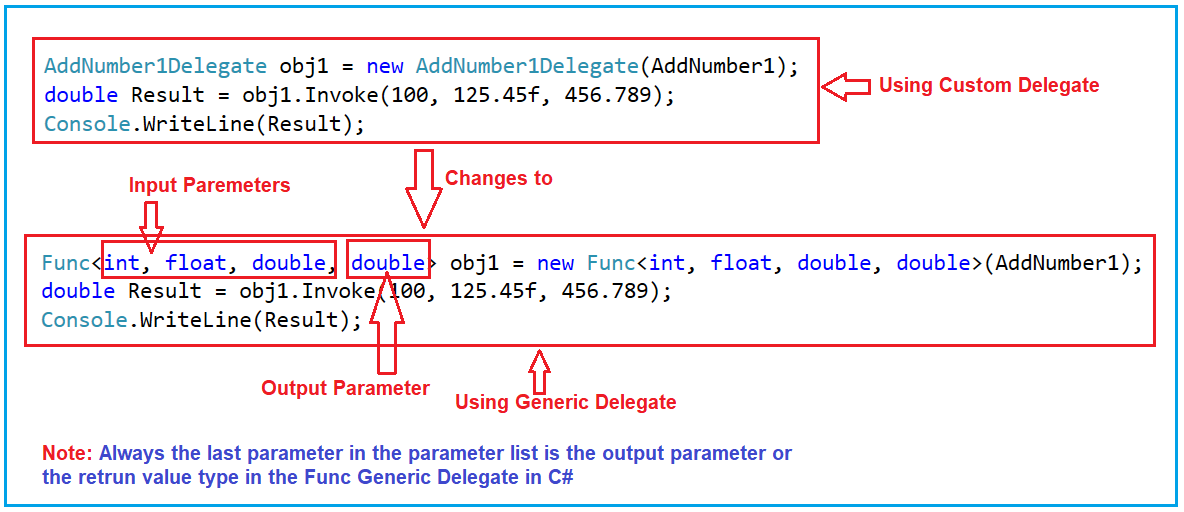 AddNumber1Delegate obj1 = new AddNumber1Delegate(AddNumber1);
double Result = obj1.Invoke(100, 125.45f, 456.789);
Console.WriteLine(Result);
Using Custom Delegate
Changes to
Input Paremeters
Func<int, float, double, double> obj1 = new Func<int, float, double, double>(AddNumber1);
double Result = obj1.Invoke(100, 125.45f, 456.789);
Console.WriteLine(Result);
Output Parameter
Using Generic Delegate
Note: Always the last parameter in the parameter list is the output parameter or
the retrun value type in the Func Generic Delegate in C#